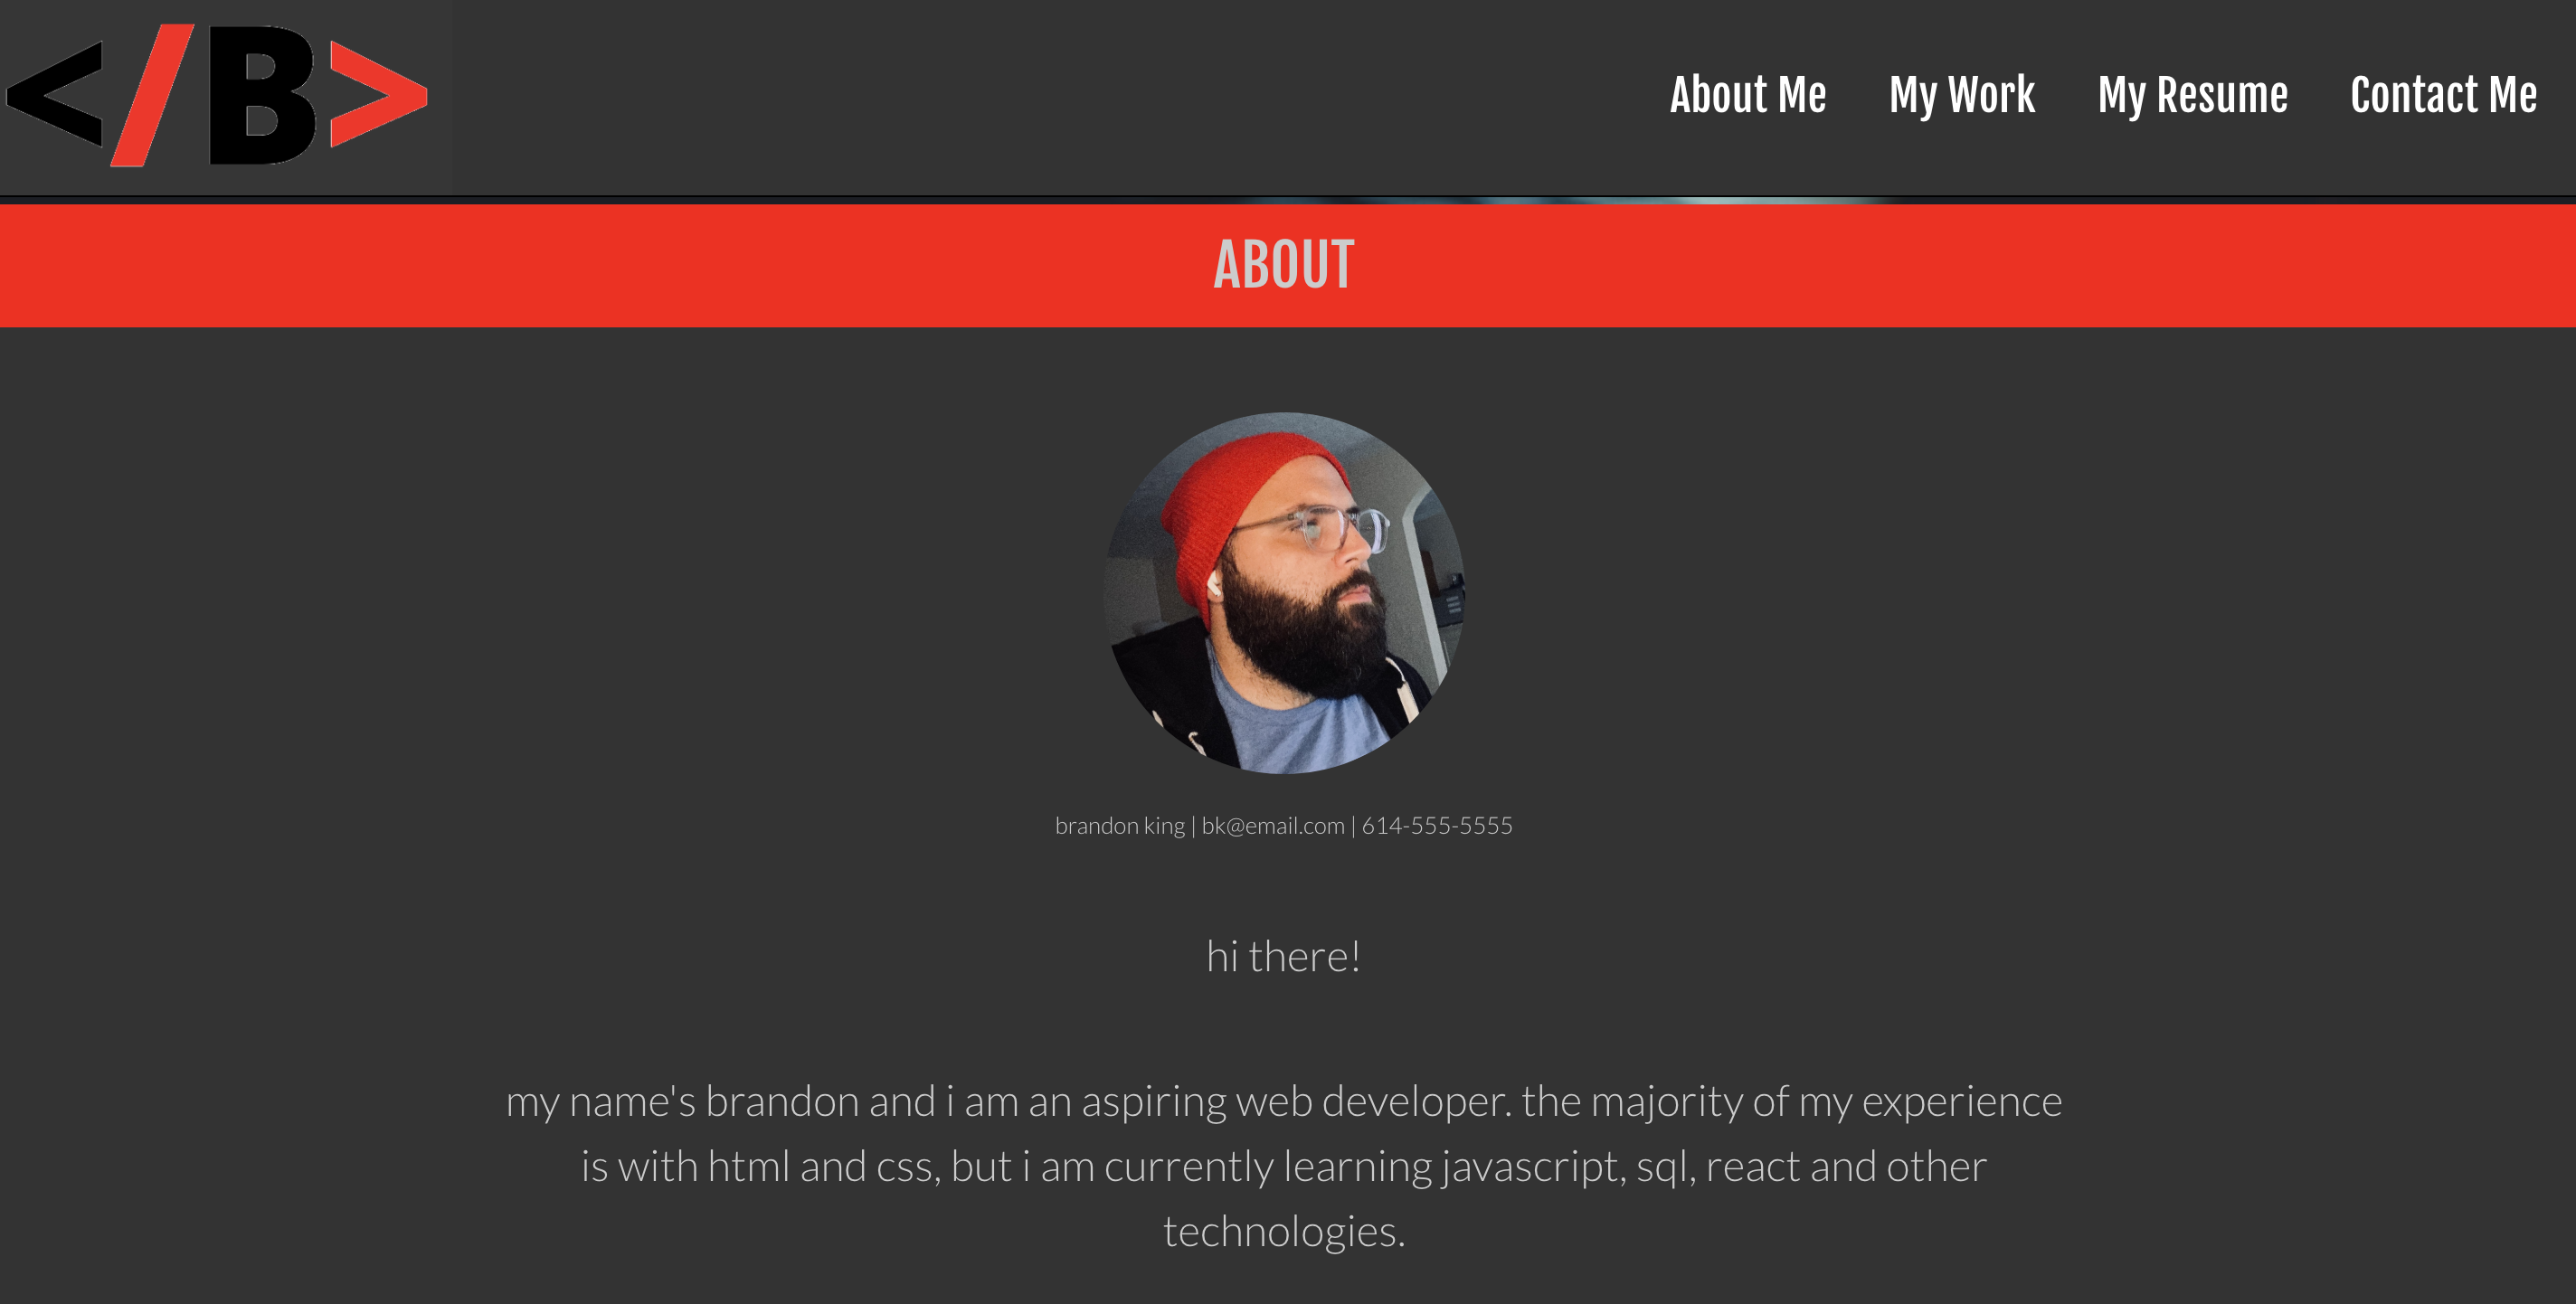 </B>
About Me My Work My Resume Contact Me
ABOUT
brandon king | bk@email.com | 614-555-5555
hi there!
my name's brandon and i am an aspiring web developer. the majority of my experience
is with html and css, but i am currently learning javascript, sql, react and other
technologies.